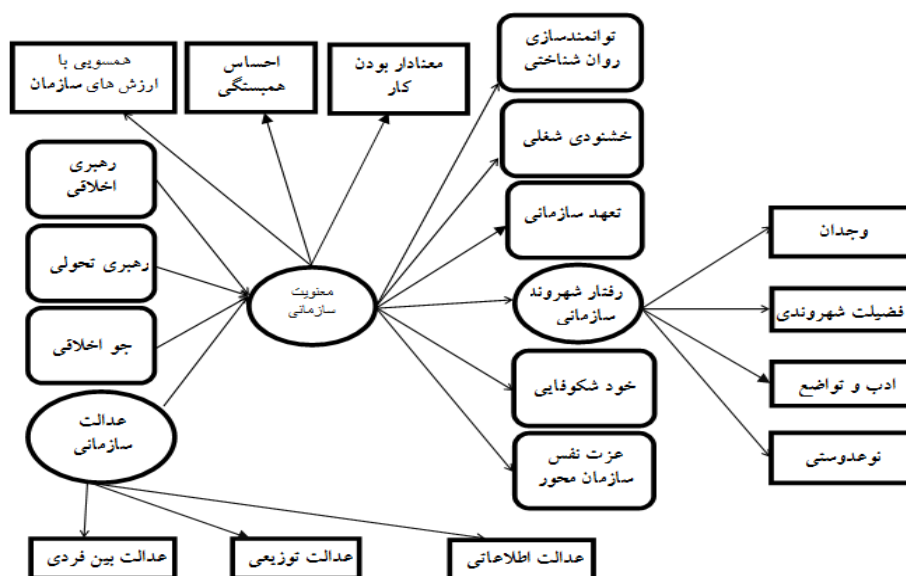 توانمندسازی
روان شناختی
معنادار بودن
کار
احساس
همبستگی
همسویی با
ارزش های سازمان
خشنودی شغلی
رهبری
اخلاقی
تعهد سازمانی
وجدان
رهبری تحولی
معنویت
سازمانی
رفتار شهروند
سازمانی
فضیلت شهروندی
جو اخلاقی
خود شکوفایی
ادب و تواضع
عدالت
سازمانی
عزت نفس
سازمان محور
نوعدوستی
عدالت اطلاعاتی
عدالت توزیعی
عدالت بین فردی